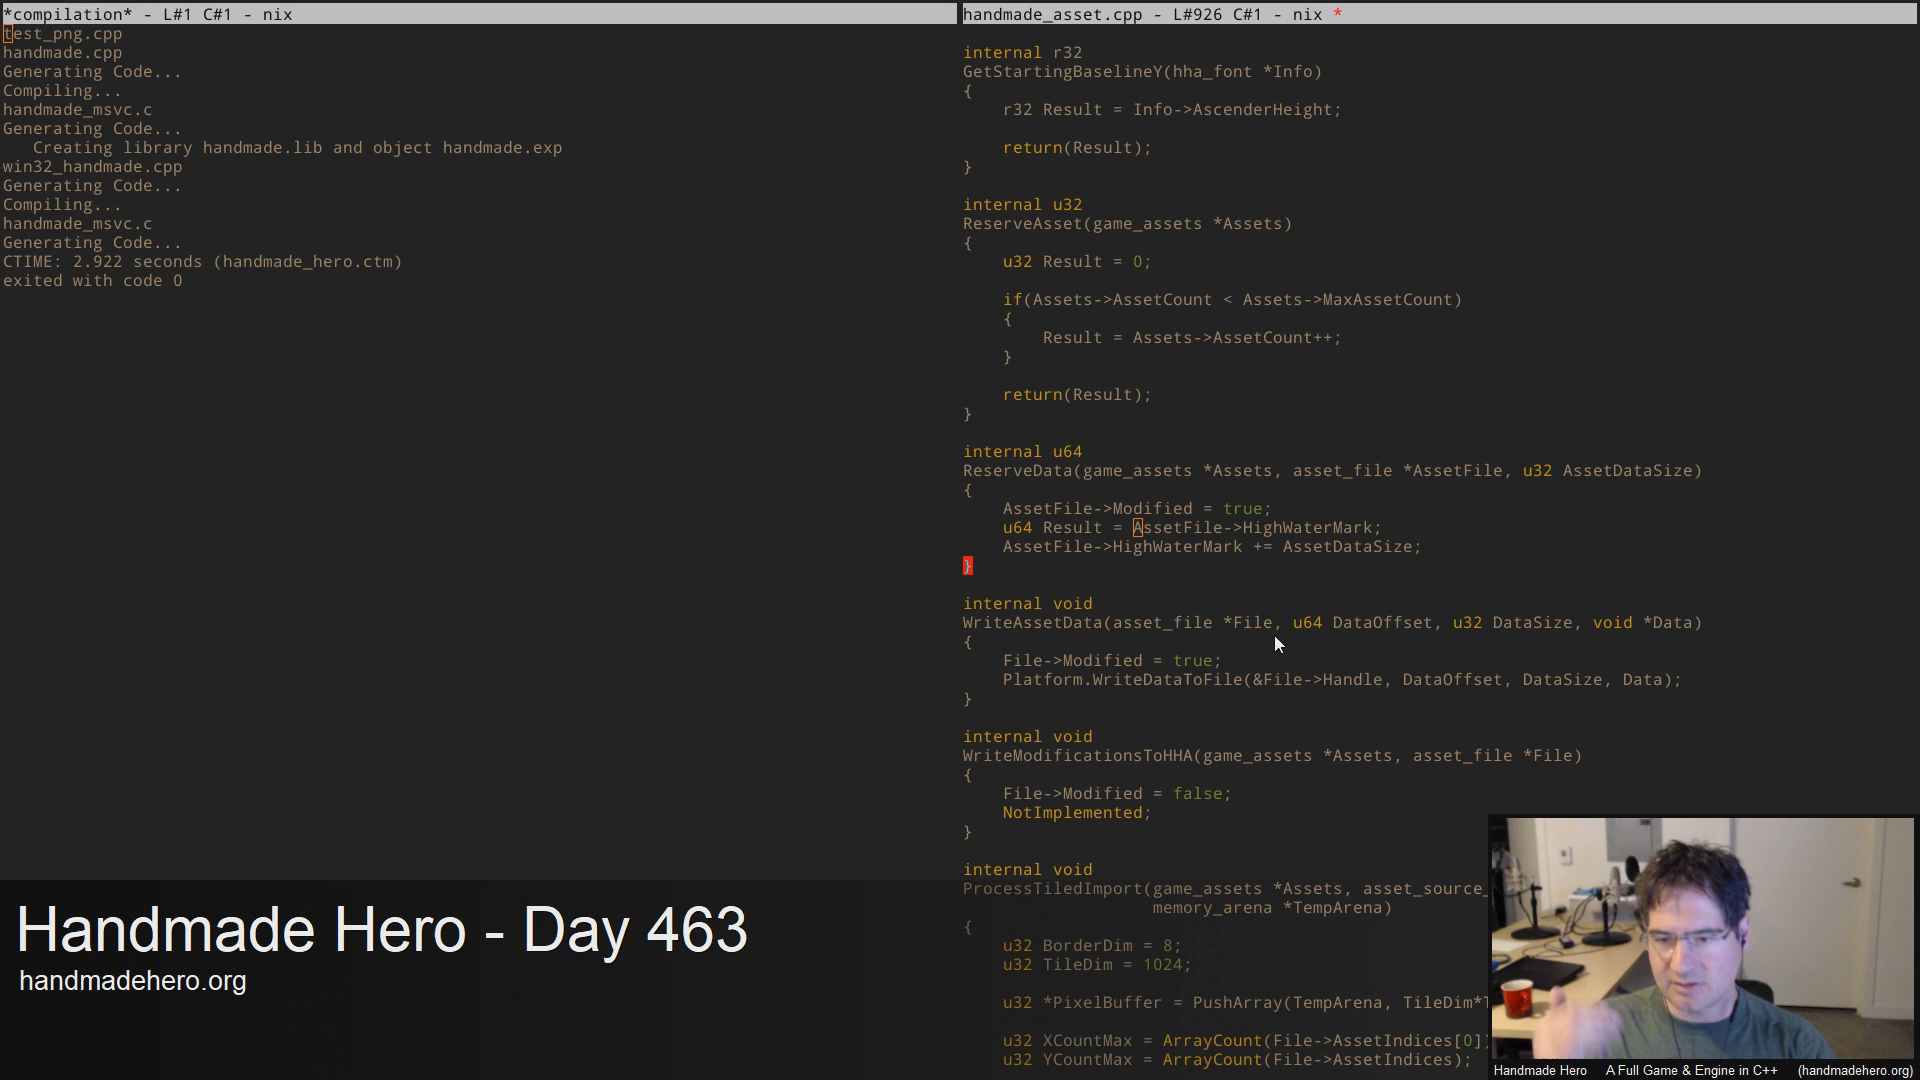 *compilation* - L#1 C#1 - nix
test_png.cpp
handmade.cpp
Generating Code...
Compiling...
handmade_msvc.c
Generating Code...
   Creating library handmade.lib and object handmade.exp
win32_handmade.cpp
Generating Code...
Compiling...
handmade_msvc.c
Generating Code...
CTIME: 2.922 seconds (handmade_hero.ctm)
exited with code 0
handmade_asset.cpp - L#926 C#1 - nix *
internal r32
GetStartingBaselineY(hha_font *Info)
{
    r32 Result = Info->AscenderHeight;
    return(Result);
}
internal u32
ReserveAsset(game_assets *Assets)
{
    u32 Result = 0;
    if(Assets->AssetCount < Assets->MaxAssetCount)
    {
        Result = Assets->AssetCount++;
    }
    return(Result);
}
internal u64
ReserveData(game_assets *Assets, asset_file *AssetFile, u32 AssetDataSize)
{
    AssetFile->Modified = true;
    u64 Result = AssetFile->HighWaterMark;
    AssetFile->HighWaterMark += AssetDataSize;
}
internal void
WriteAssetData(asset_file *File, u64 DataOffset, u32 DataSize, void *Data)
{
    File->Modified = true;
    Platform.WriteDataToFile(&File->Handle, DataOffset, DataSize, Data);
}
internal void
WriteModificationsToHHA(game_assets *Assets, asset_file *File)
{
    File->Modified = false;
    NotImplemented;
}
internal void
ProcessTiledImport(game_assets *Assets, asset_source_
                   memory_arena *TempArena)
{
    u32 BorderDim = 8;
    u32 TileDim = 1024;
    u32 *PixelBuffer = PushArray(TempArena, TileDim*
    u32 XCountMax = ArrayCount(File->AssetIndices[0])
    u32 YCountMax = ArrayCount(File->AssetIndices);
Handmade Hero - Day 463
handmadehero.org
Handmade Hero A Full Game & Engine in C++ (handmadehero.org)